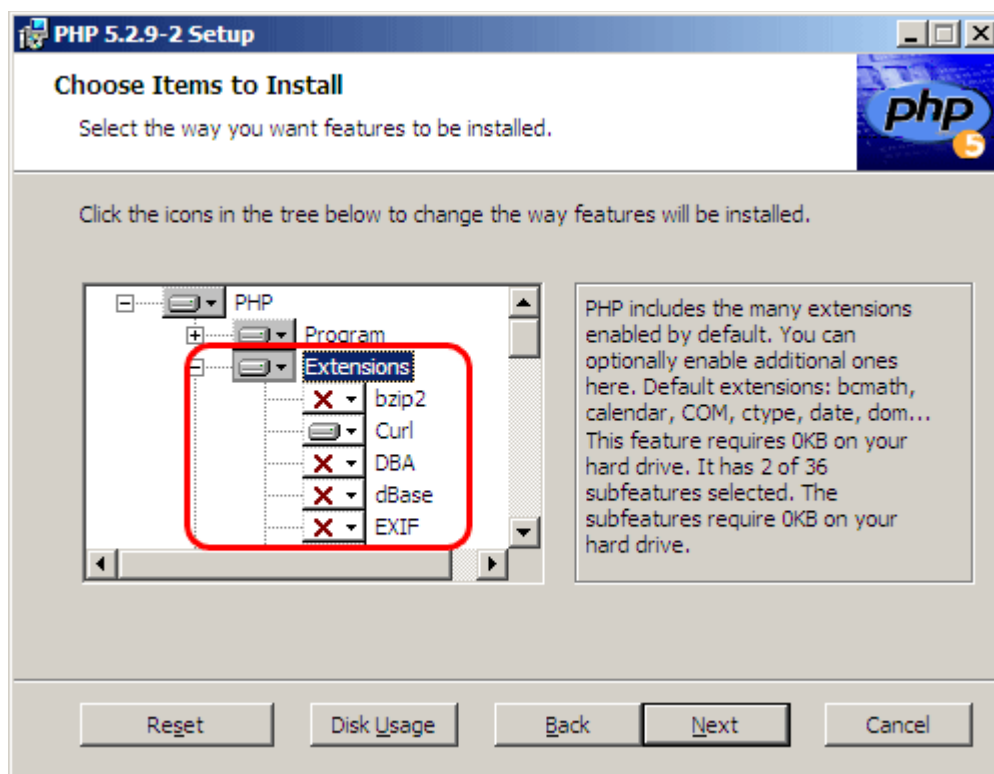 PHP 5.2.9-2 Setup
Choose Items to Install
Select the way you want features to be installed.
php
5
Click the icons in the tree below to change the way features will be installed.
PHP
Program
Extensions
bzip2
Curl
DBA
dBase
EXIF
PHP includes the many extensions
enabled by default. You can
optionally enable additional ones
here. Default extensions: bcmath,
calendar, COM, ctype, date, dom...
This feature requires 0KB on your
hard drive. It has 2 of 36
subfeatures selected. The
subfeatures require 0KB on your
hard drive.
Reset Disk Usage Back Next Cancel